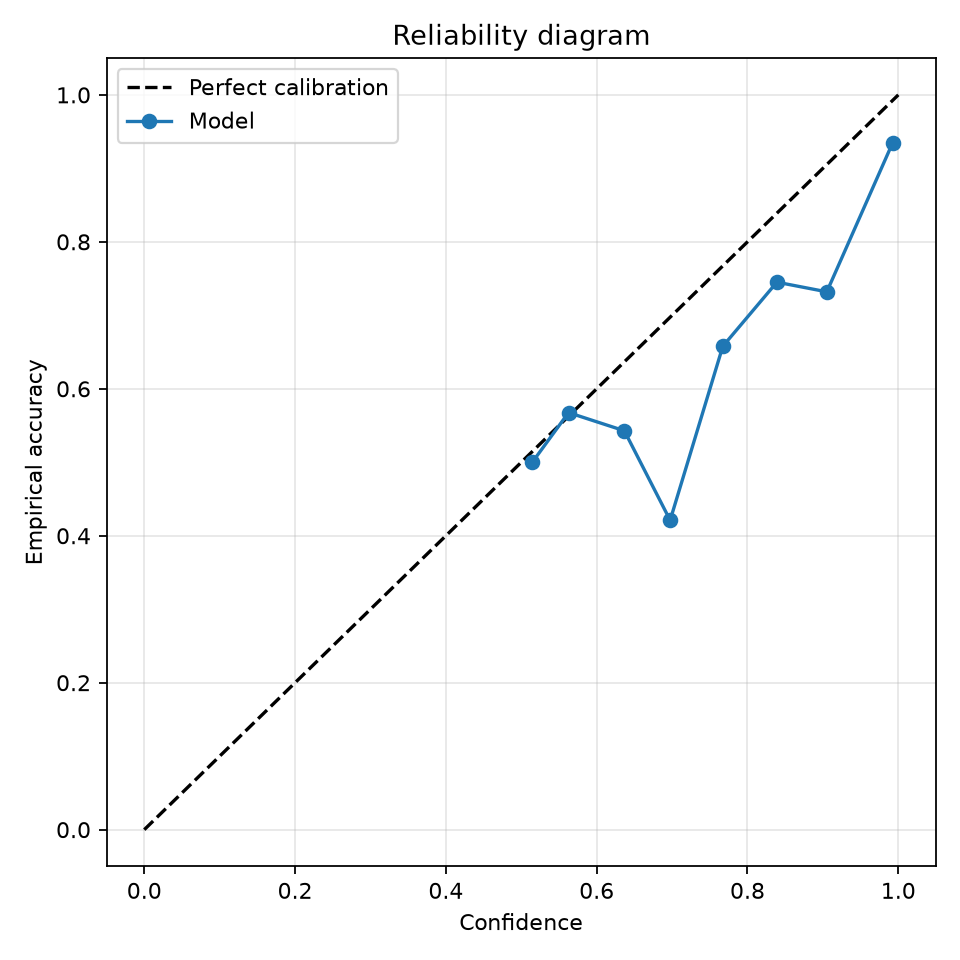 Reliability diagram
Perfect calibration
Model
1.0
0.8
0.6
0.4
0.2
0.0
Empirical accuracy
0.0 0.2 0.4 0.6 0.8 1.0
Confidence